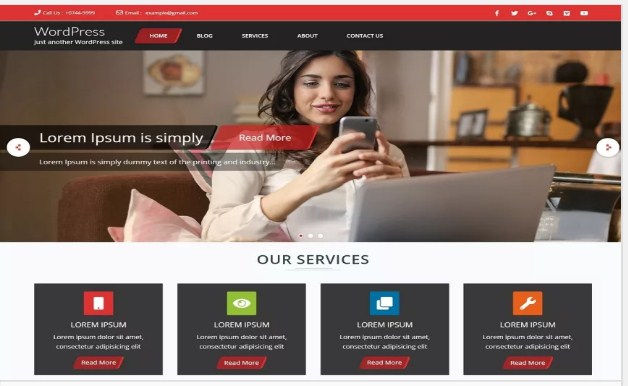 Call Us : +0744-9999 Email: example@gmail.com
WordPress
Just another WordPress site
HOME BLOG SERVICES ABOUT CONTACT US
Lorem Ipsum is simply Read More
Lorem Ipsum is simply dummy text of the printing and industry...
OUR SERVICES
LOREM IPSUM LOREM IPSUM LOREM IPSUM LOREM IPSUM
Lorem ipsum dolor sit amet, Lorem ipsum dolor sit amet, Lorem ipsum dolor sit amet, Lorem ipsum dolor sit amet,
consectetur adipisicing elit consectetur adipisicing elit consectetur adipisicing elit consectetur adipisicing elit
Read More Read More Read More Read More